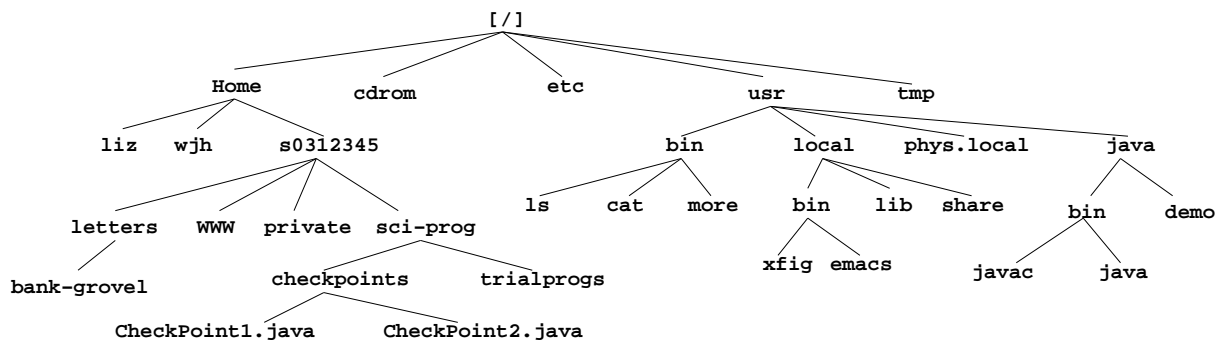 [/]
Home cdrom etc usr tmp
liz wjh s0312345 bin local phys.local java
ls cat more bin lib share bin demo
letters WWW private sci-prog
xfig emacs javac java
bank-grovel checkpoints trialprogs
CheckPoint1.java CheckPoint2.java